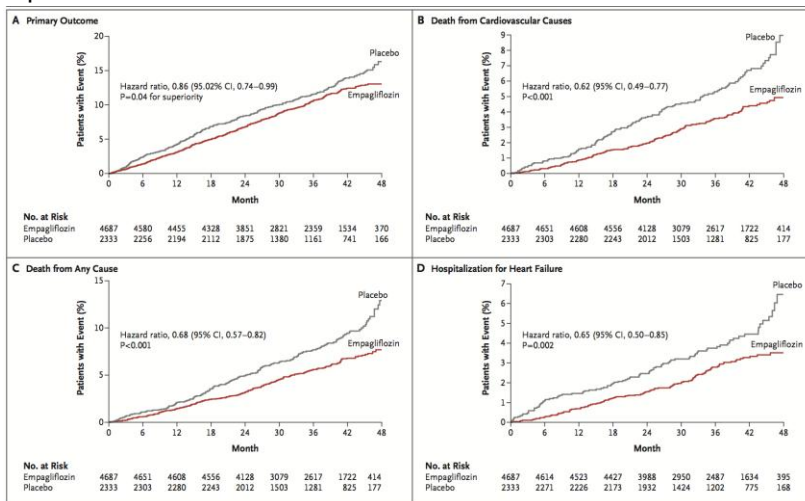 A Primary Outcome
20
15
10
5
0
Patients with Event (%)
Hazard ratio, 0.86 (95.02% CI, 0.74–0.99)
P=0.04 for superiority
Placebo
Empagliflozin
0 6 12 18 24 30 36 42 48
Month
No. at Risk
Empagliflozin 4687 4580 4455 4328 3851 2821 2359 1534 370
Placebo 2333 2256 2194 2112 1875 1380 1161 741 166
B Death from Cardiovascular Causes
9
8
7
6
5
4
3
2
1
0
Patients with Event (%)
Hazard ratio, 0.62 (95% CI, 0.49–0.77)
P<0.001
Placebo
Empagliflozin
0 6 12 18 24 30 36 42 48
Month
No. at Risk
Empagliflozin 4687 4651 4608 4556 4128 3079 2617 1722 414
Placebo 2333 2303 2280 2243 2012 1503 1281 825 177
C Death from Any Cause
15
10
5
0
Patients with Event (%)
Hazard ratio, 0.68 (95% CI, 0.57–0.82)
P<0.001
Placebo
Empagliflozin
0 6 12 18 24 30 36 42 48
Month
No. at Risk
Empagliflozin 4687 4651 4608 4556 4128 3079 2617 1722 414
Placebo 2333 2303 2280 2243 2012 1503 1281 825 177
D Hospitalization for Heart Failure
7
6
5
4
3
2
1
0
Patients with Event (%)
Hazard ratio, 0.65 (95% CI, 0.50–0.85)
P=0.002
Placebo
Empagliflozin
0 6 12 18 24 30 36 42 48
Month
No. at Risk
Empagliflozin 4687 4614 4523 4427 3988 2950 2487 1634 395
Placebo 2333 2271 2226 2173 1932 1424 1202 775 168